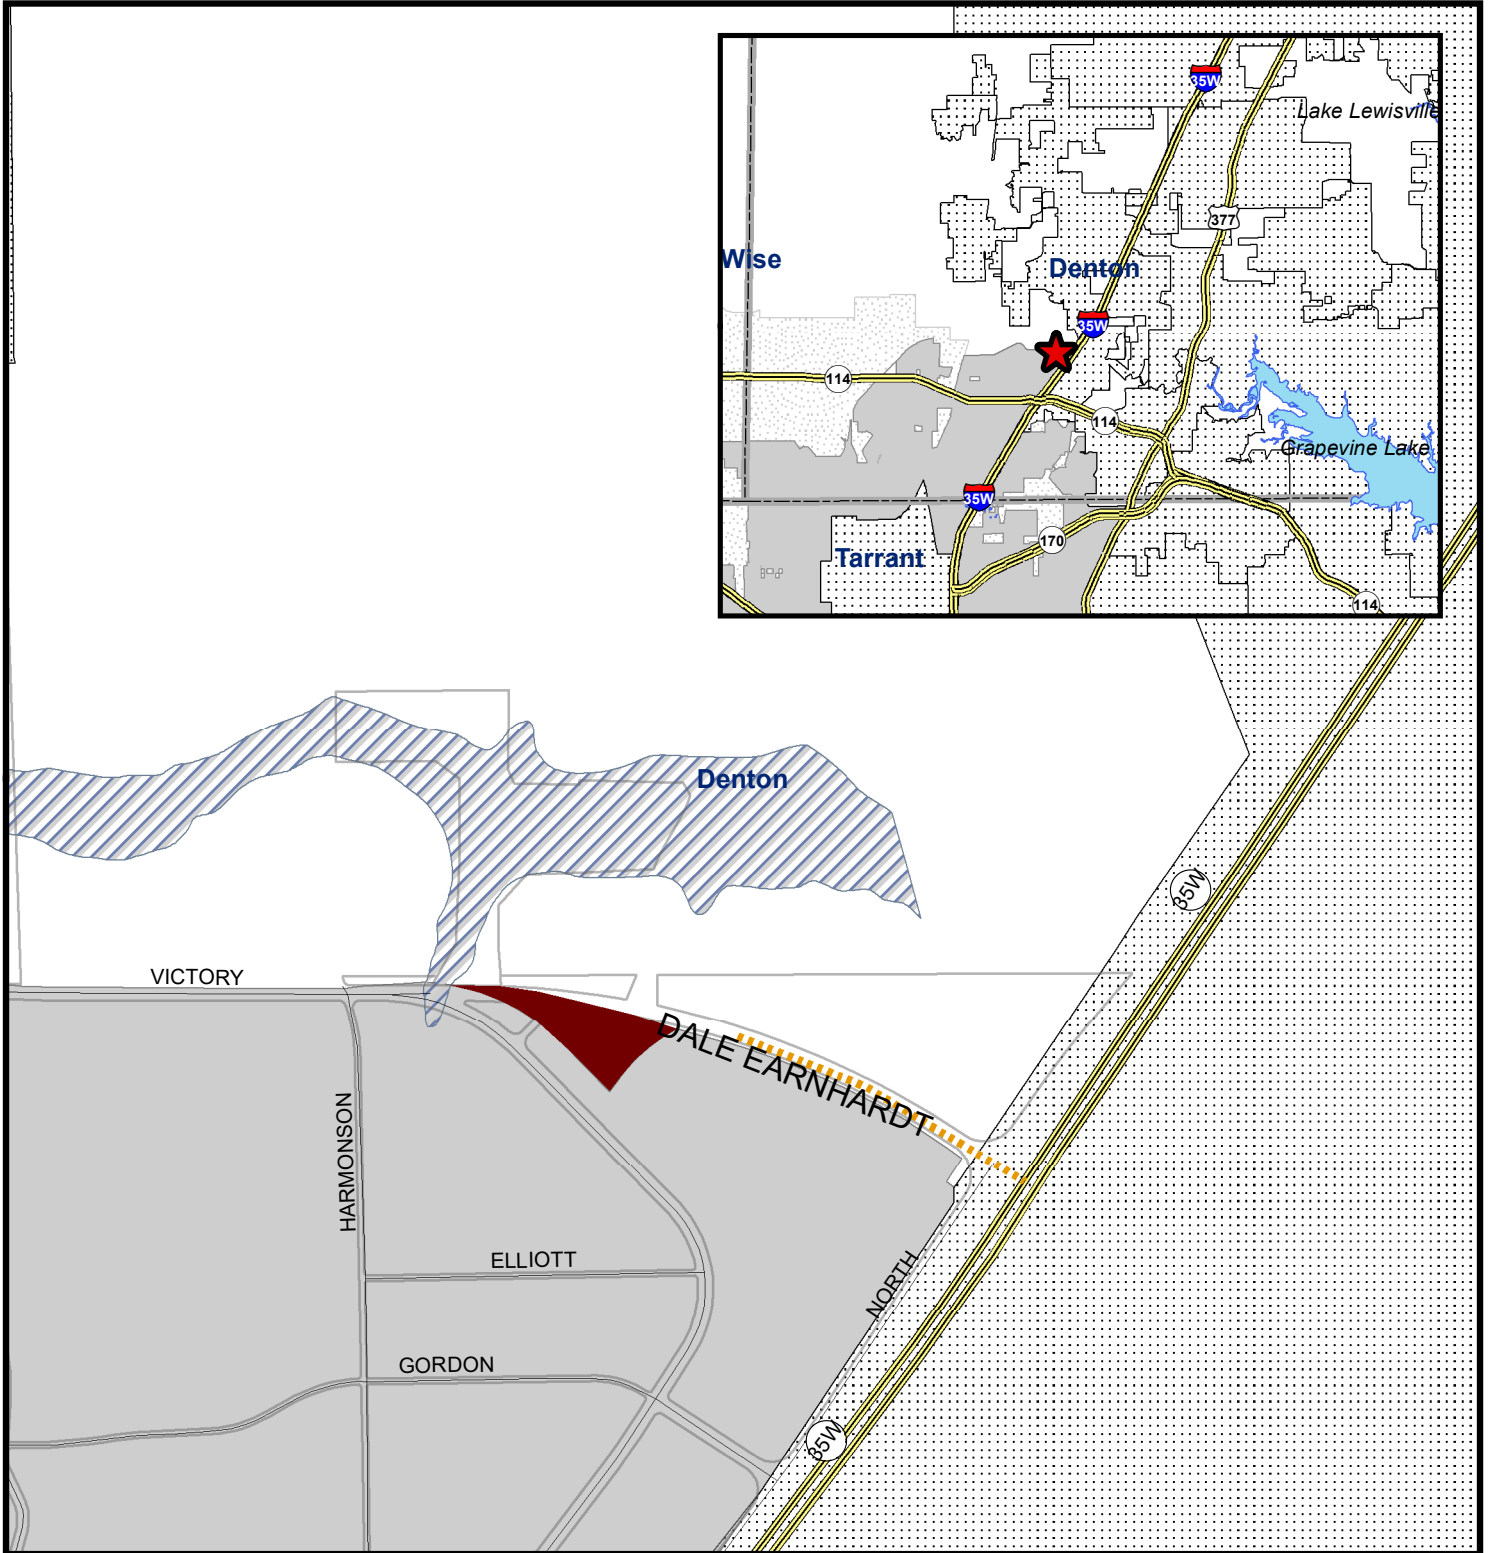 35W
Lake Lewisville
377
Wise
Denton
35W
114
114
Grapevine Lake
35W
170
Tarrant
114
Denton
35W
VICTORY
DALE EARNHARDT
HARMONSON
ELLIOTT
NORTH
GORDON
35W